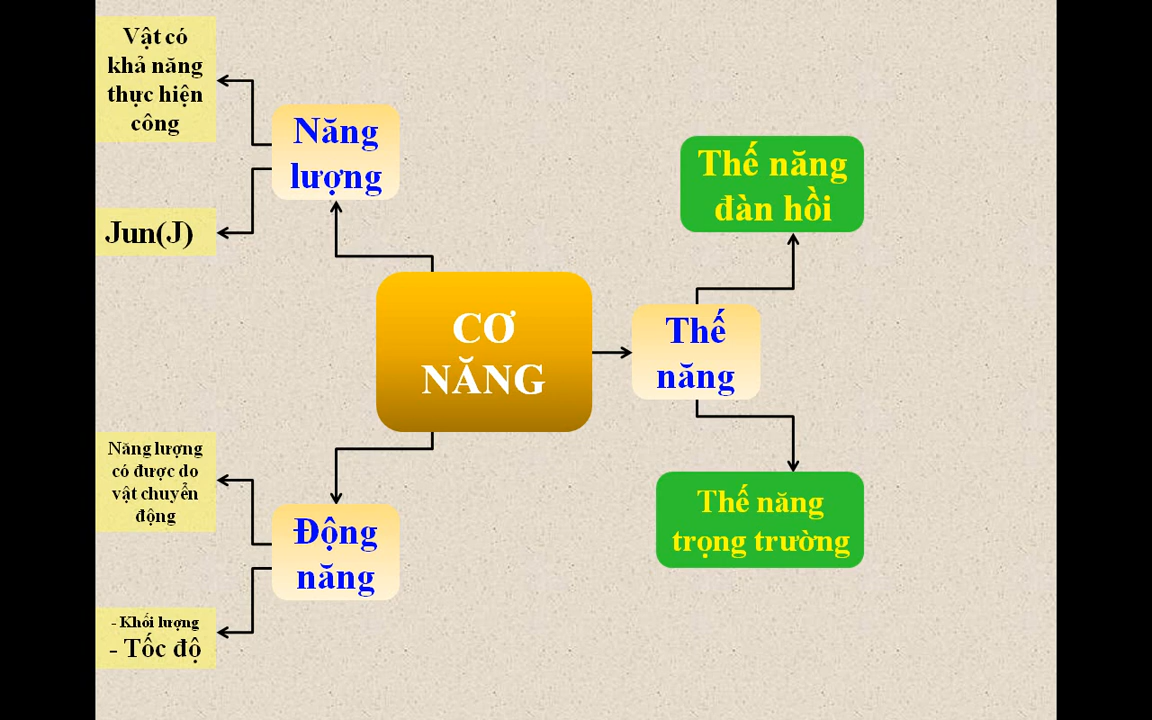 Vật có
khả năng
thực hiện
công
Năng
lượng
Jun(J)
Thế năng
đàn hồi
CƠ
NĂNG
Thế
năng
Năng lượng
có được do
vật chuyển
động
Động
năng
- Khối lượng
- Tốc độ
Thế năng
trọng trường